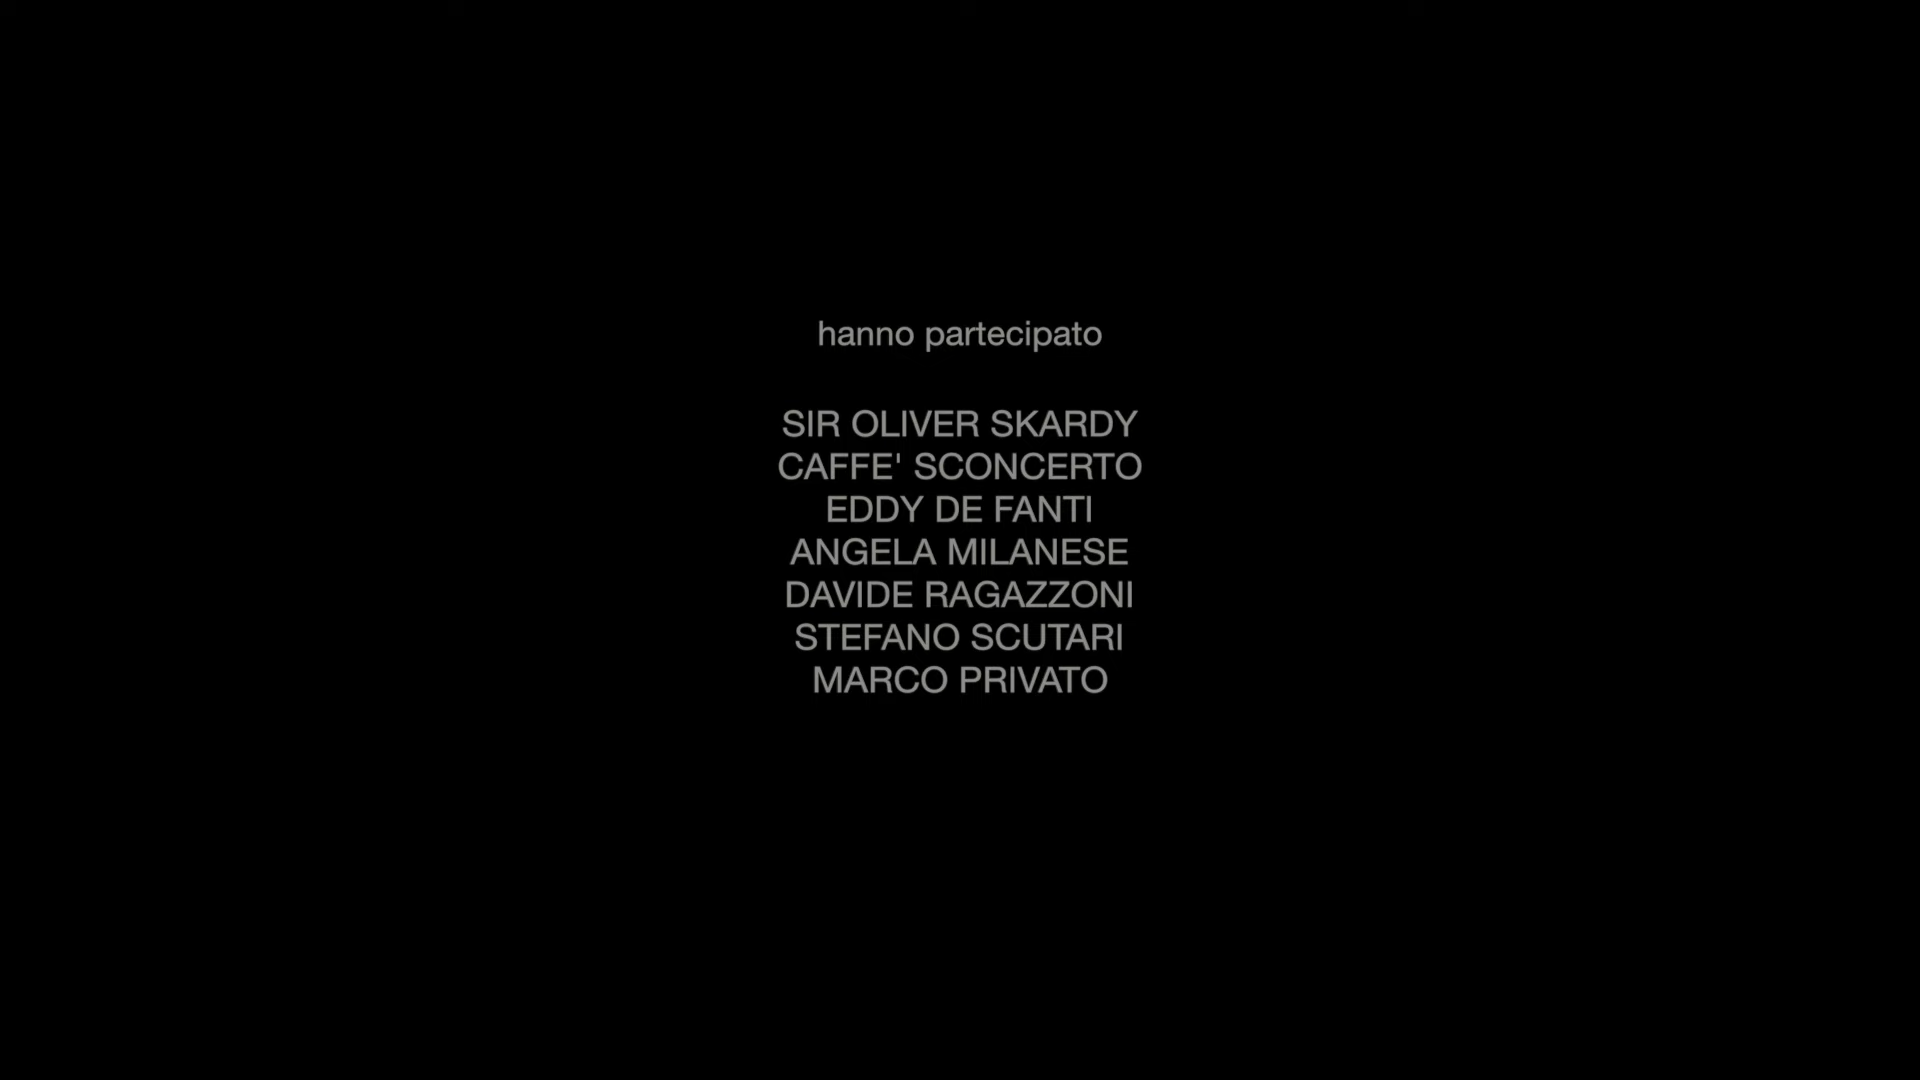 hanno partecipato
SIR OLIVER SKARDY
CAFFE' SCONCERTO
EDDY DE FANTI
ANGELA MILANESE
DAVIDE RAGAZZONI
STEFANO SCUTARI
MARCO PRIVATO